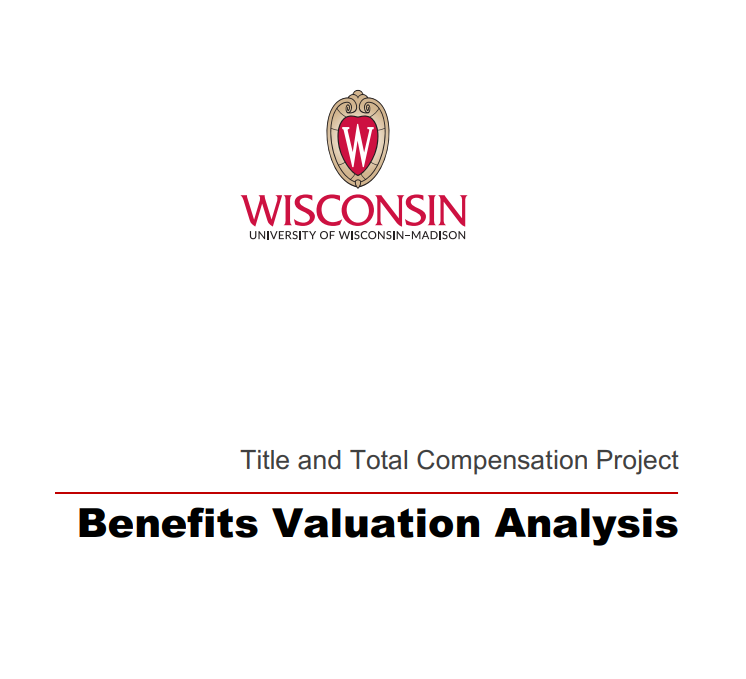 W
WISCONSIN
UNIVERSITY OF WISCONSIN–MADISON
Title and Total Compensation Project
Benefits Valuation Analysis